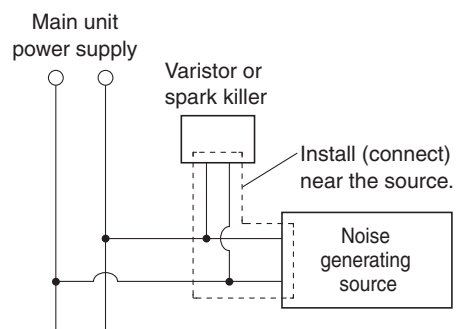 Main unit
power supply
Varistor or
spark killer
Install (connect)
near the source.
Noise
generating
source